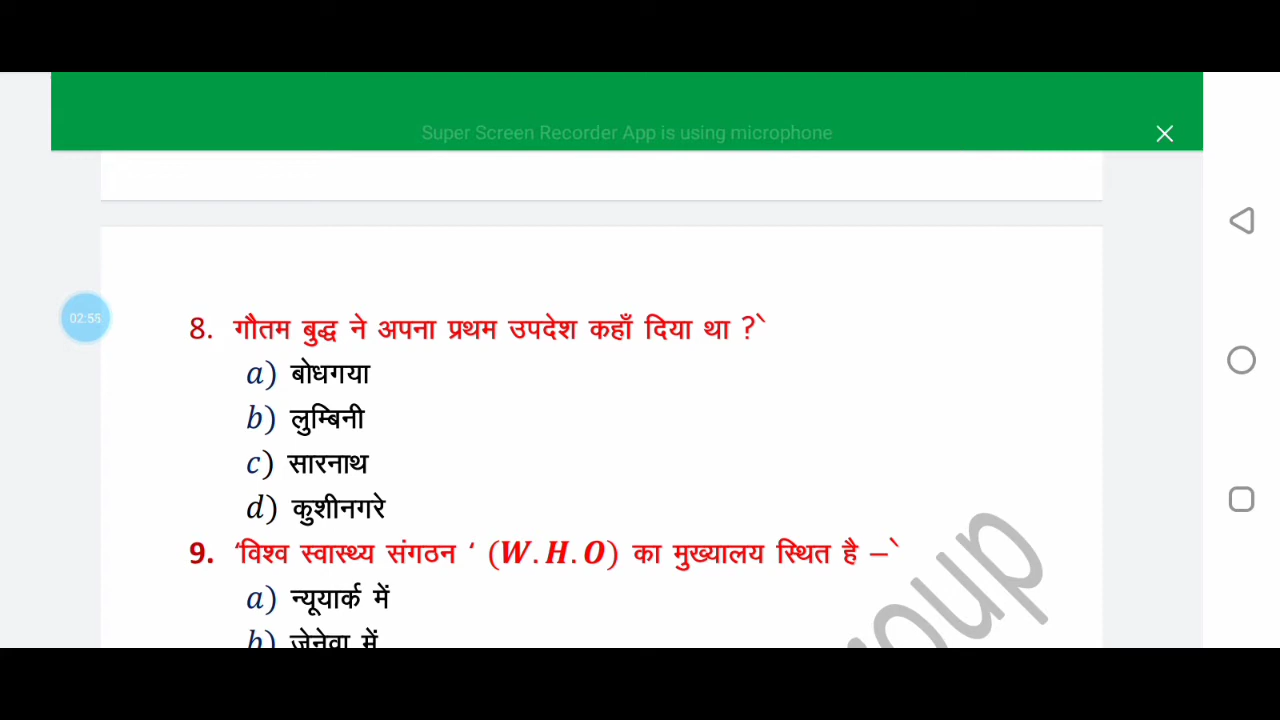 Super Screen Recorder App is using microphone
02:55
8. गौतम बुद्ध ने अपना प्रथम उपदेश कहाँ दिया था ?`
a) बोधगया
b) लुम्बिनी
c) सारनाथ
d) कुशीनगरे
9. ‘विश्व स्वास्थ्य संगठन ‘ (W.H.O) का मुख्यालय स्थित है –`
a) न्यूयार्क में
b) जेनेवा में